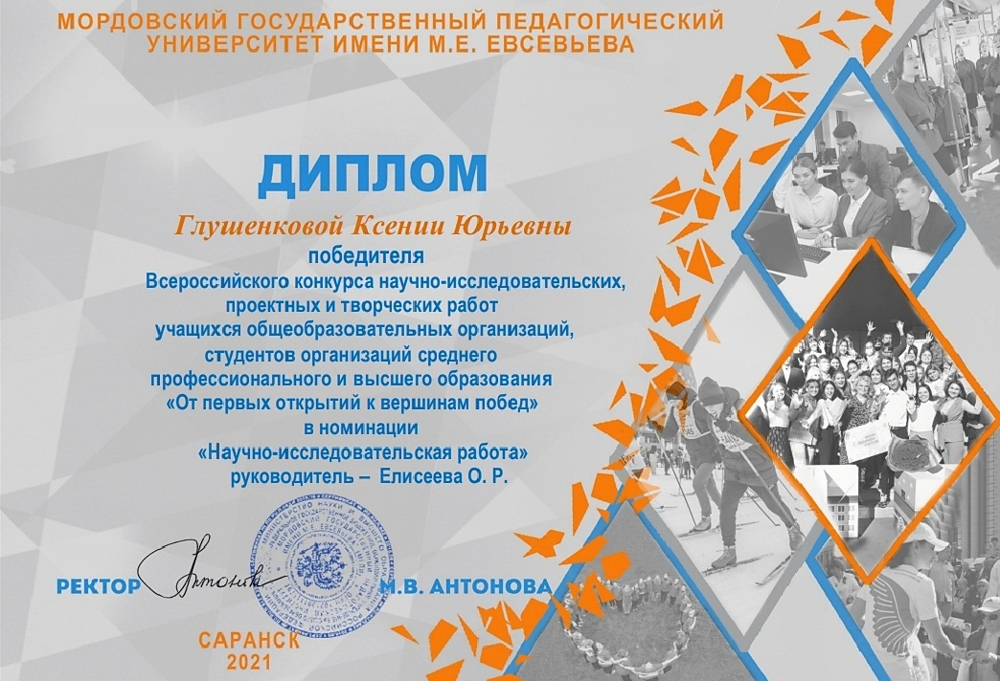 МОРДОВСКИЙ ГОСУДАРСТВЕННЫЙ ПЕДАГОГИЧЕСКИЙ
УНИВЕРСИТЕТ ИМЕНИ М.Е. ЕВСЕВЬЕВА
ДИПЛОМ
Глушенковой Ксении Юрьевны
победителя
Всероссийского конкурса научно-исследовательских,
проектных и творческих работ
учащихся общеобразовательных организаций,
студентов организаций среднего
профессионального и высшего образования
«От первых открытий к вершинам побед»
в номинации
«Научно-исследовательская работа»
руководитель – Елисеева О. Р.
РЕКТОР Антонова М.В. АНТОНОВА
САРАНСК
2021